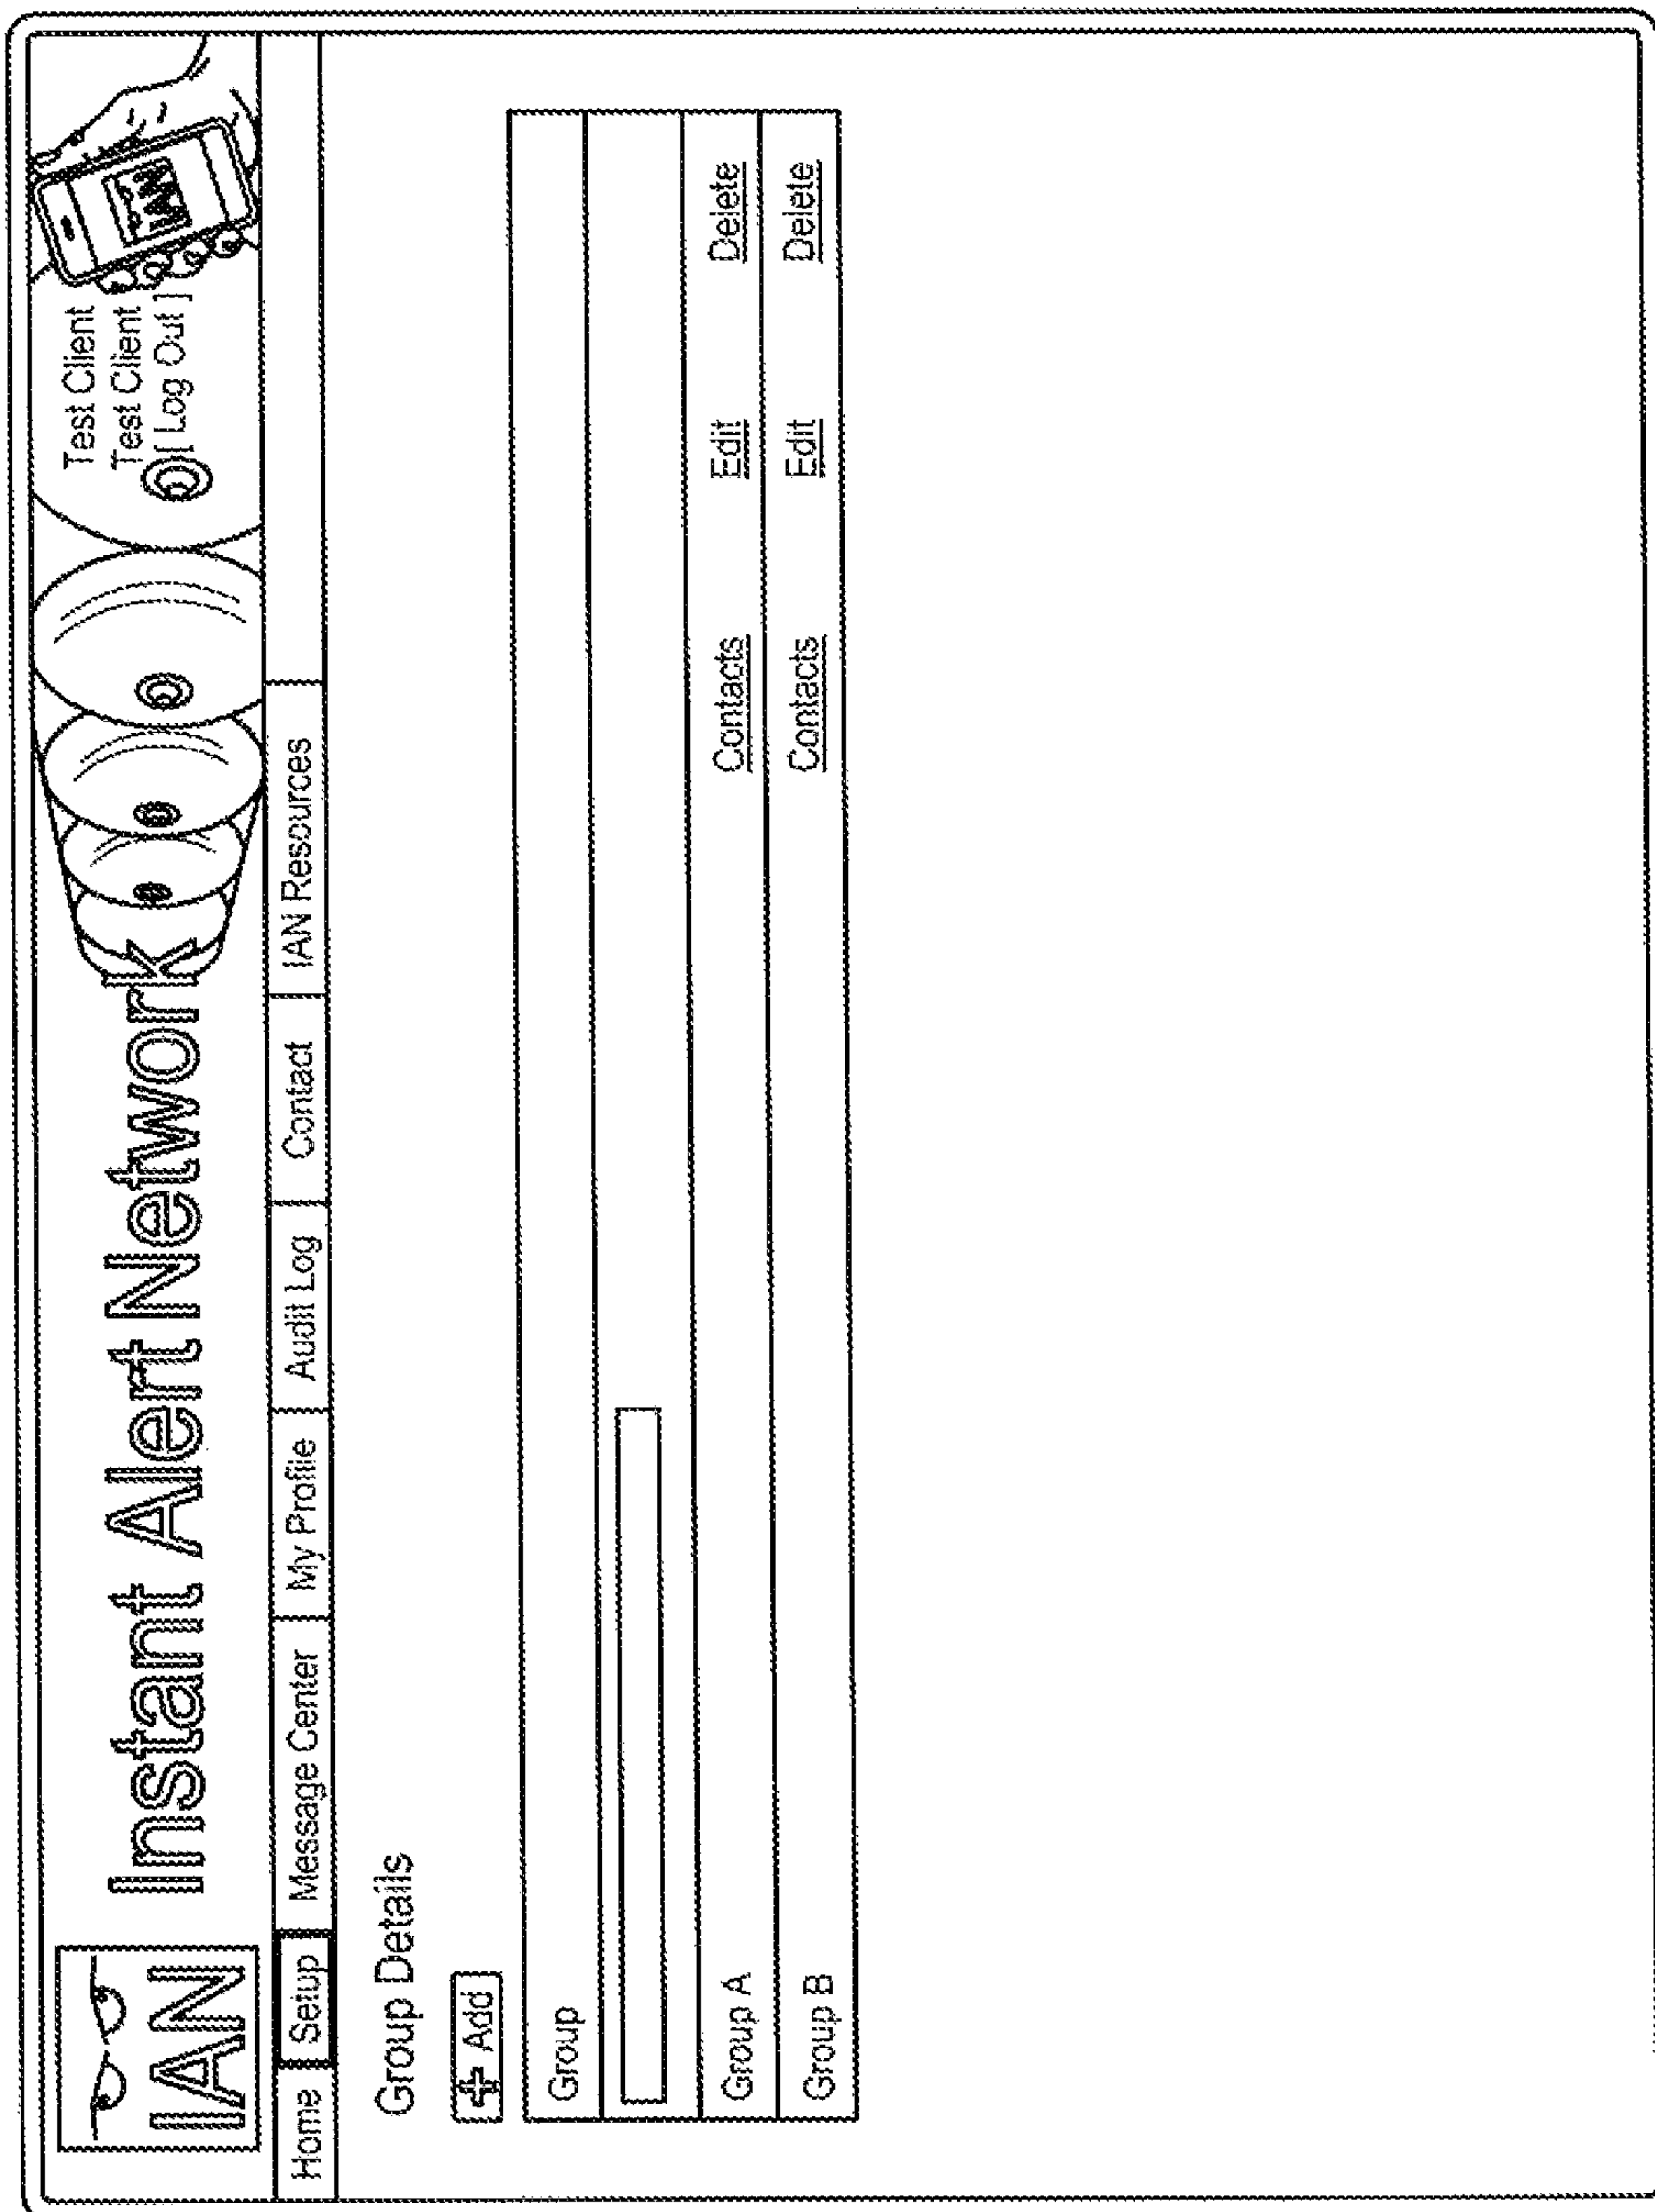 IAN
Instant Alert Network
Test Client
Test Client
[ Log Out ]
IAN
Home Setup Message Center My Profile Audit Log Contact IAN Resources
Group Details
Add
Group
Group A Contacts Edit Delete
Group B Contacts Edit Delete